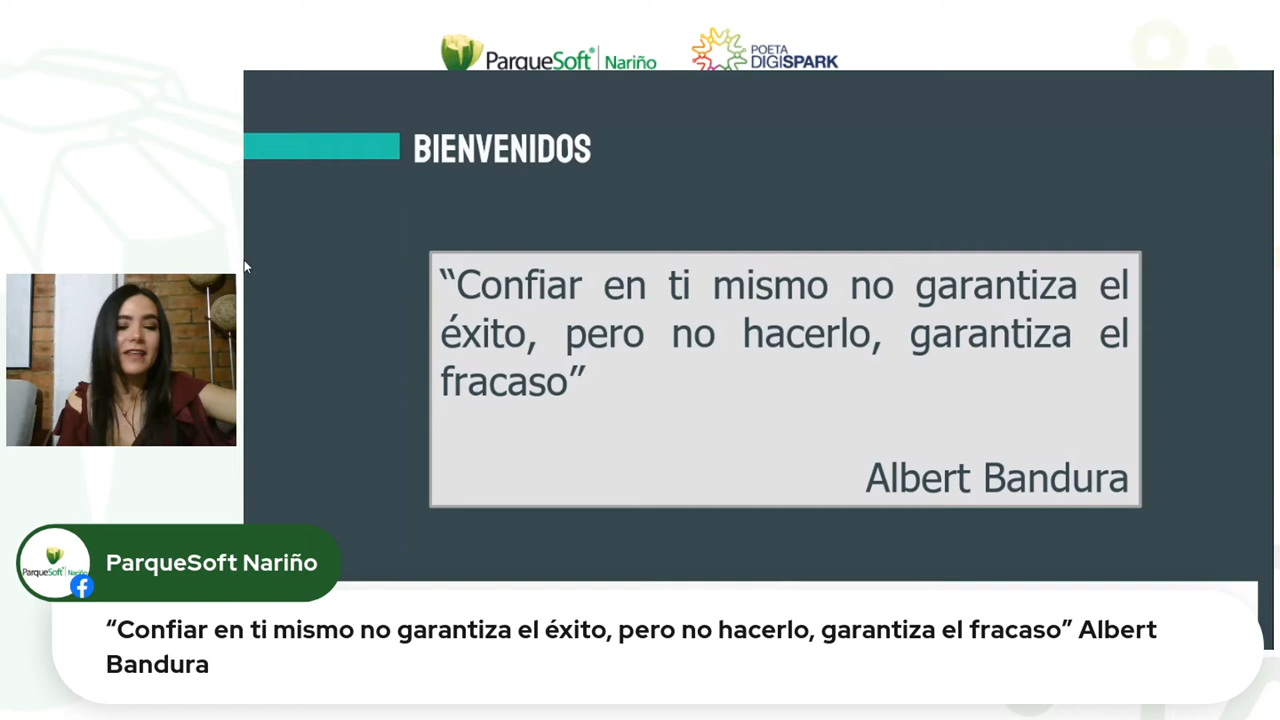 ParqueSoft Nariño
POETA
DIGISPARK
BIENVENIDOS
“Confiar en ti mismo no garantiza el
éxito, pero no hacerlo, garantiza el
fracaso”
Albert Bandura
ParqueSoft Nariño
ParqueSoft Nariño
“Confiar en ti mismo no garantiza el éxito, pero no hacerlo, garantiza el fracaso” Albert
Bandura